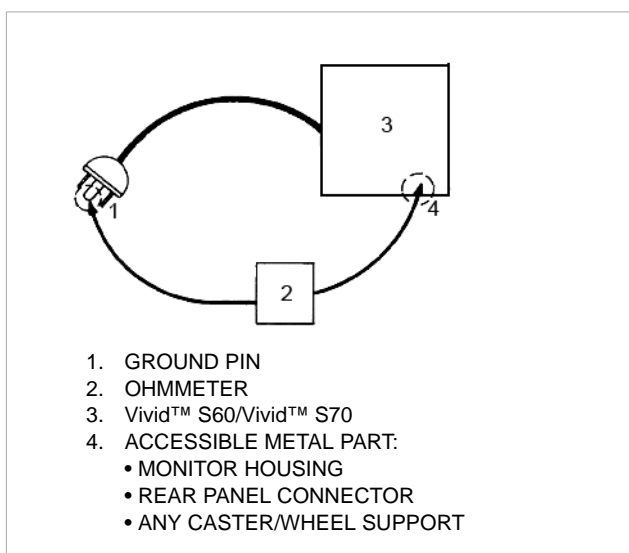 3
1
4
2
1. GROUND PIN
2. OHMMETER
3. Vivid™ S60/Vivid™ S70
4. ACCESSIBLE METAL PART:
• MONITOR HOUSING
• REAR PANEL CONNECTOR
• ANY CASTER/WHEEL SUPPORT